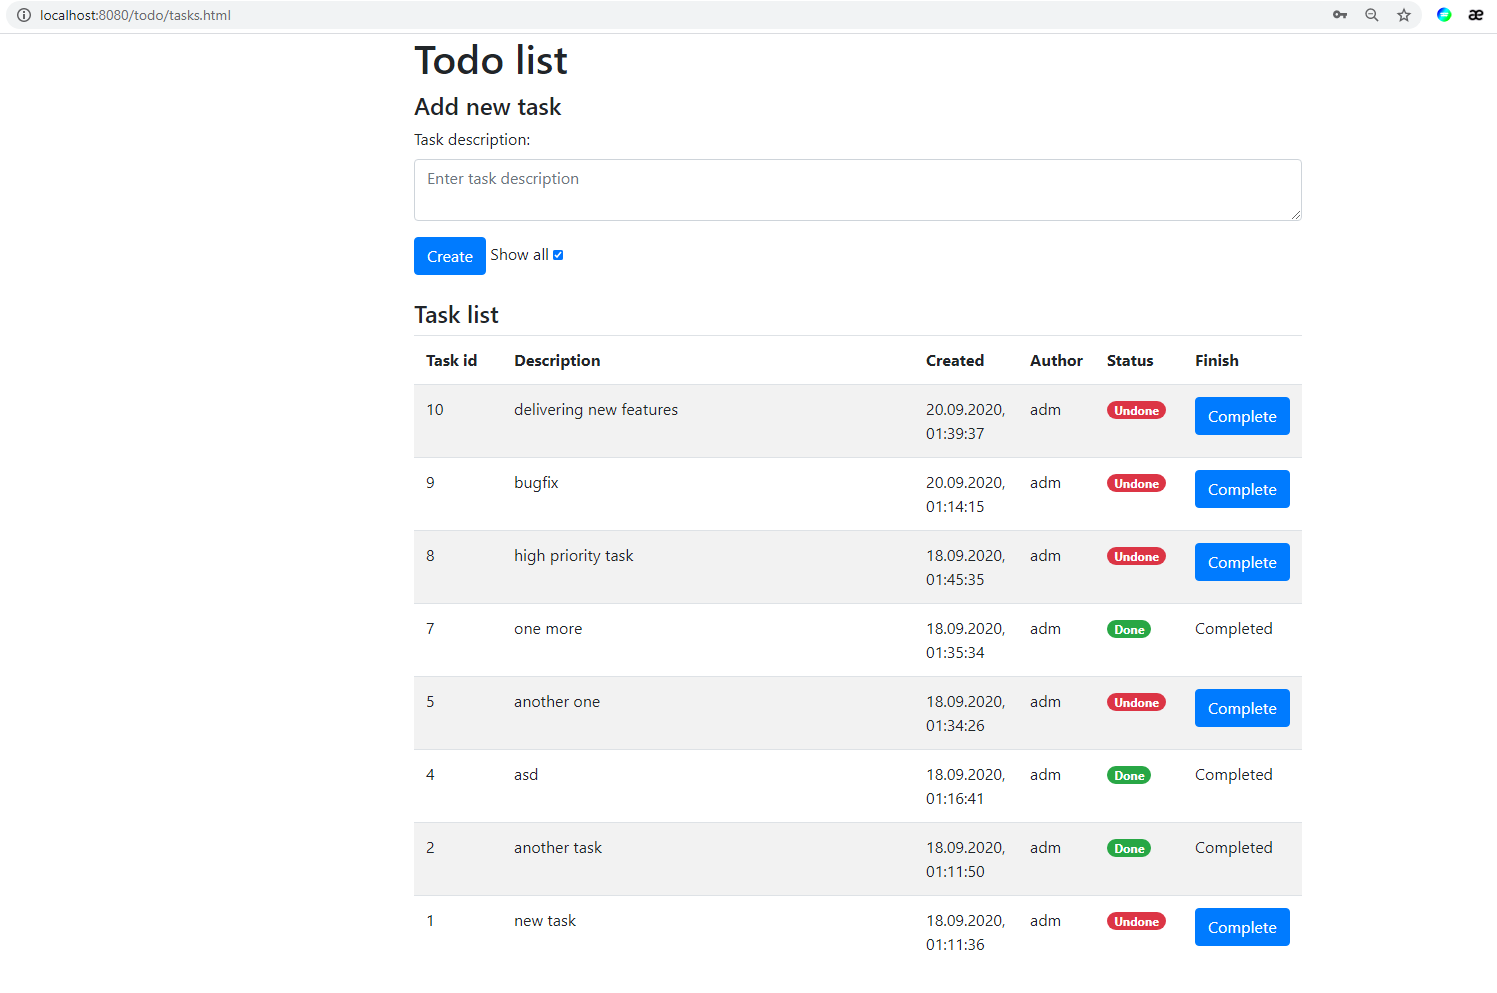 localhost:8080/todo/tasks.html
æ
Todo list
Add new task
Task description:
Enter task description
Create Show all
Task list
Task id Description Created Author Status Finish
10 delivering new features 20.09.2020, adm Undone Complete
01:39:37
9 bugfix 20.09.2020, adm Undone Complete
01:14:15
8 high priority task 18.09.2020, adm Undone Complete
01:45:35
7 one more 18.09.2020, adm Done Completed
01:35:34
5 another one 18.09.2020, adm Undone Complete
01:34:26
4 asd 18.09.2020, adm Done Completed
01:16:41
2 another task 18.09.2020, adm Done Completed
01:11:50
1 new task 18.09.2020, adm Undone Complete
01:11:36